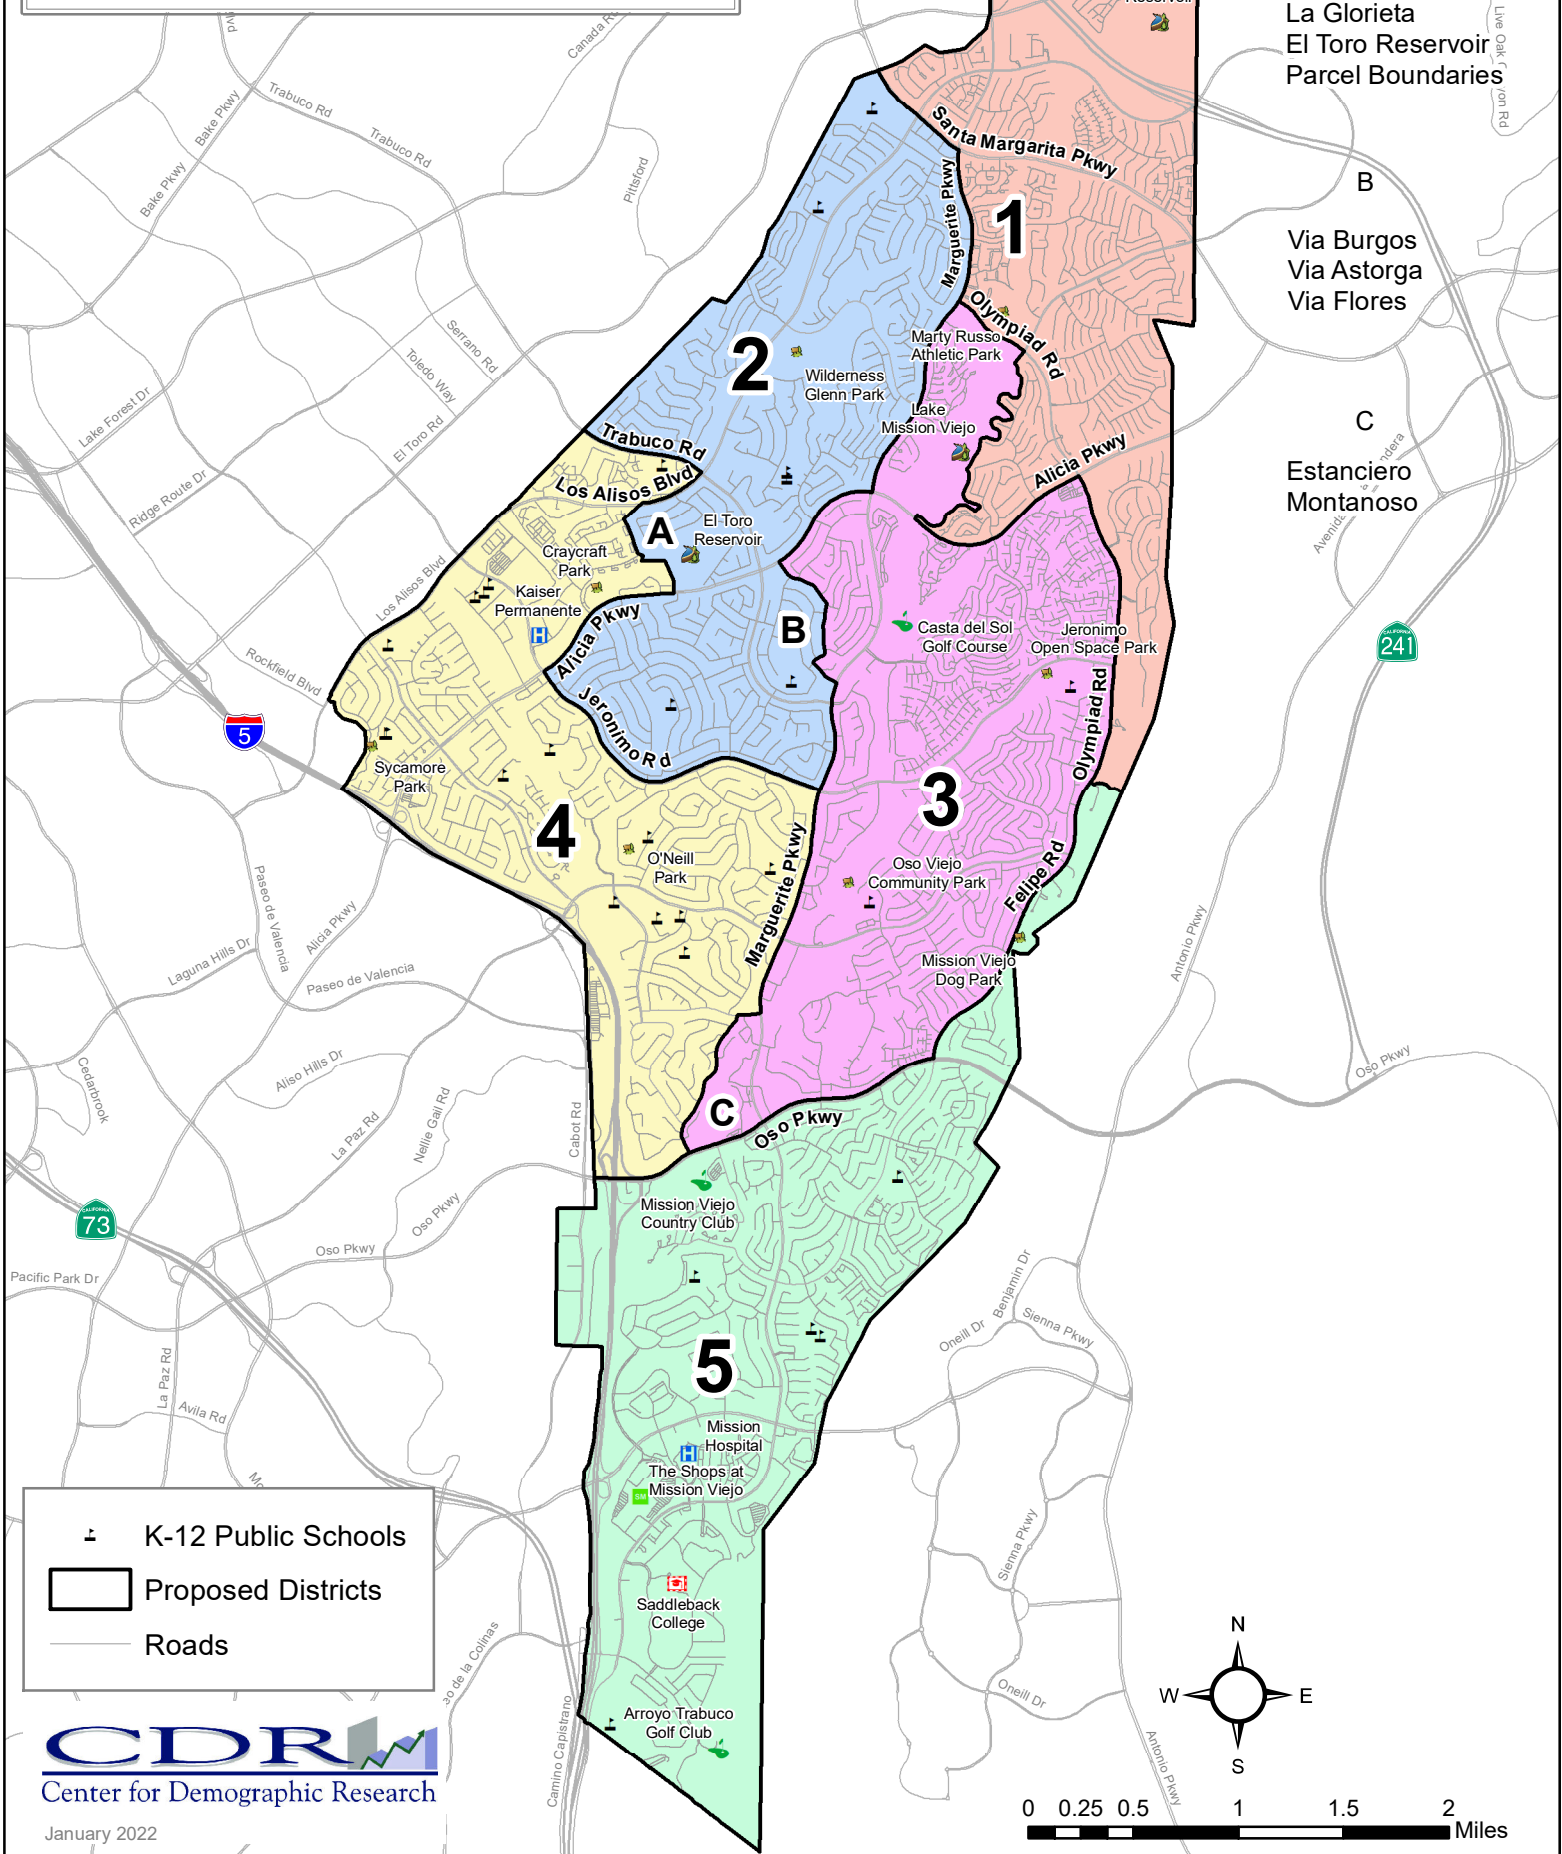 La Glorieta
El Toro Reservoir
Parcel Boundaries
Live Oak
yon Rd
Canada
Blvd
Trabuco Rd
Bake Pkwy
Trabuco Rd
Santa Margarita Pkwy
Pittsford
Bake Pkwy
Marguerite Pkwy
B
1
Via Burgos
Via Astorga
Via Flores
Olympiad Rd
Serrano Rd
Marty Russo
Athletic Park
Toledo Way
2
Wilderness
Glenn Park
Lake Forest Dr
Lake
Mission Viejo
C
El Toro Rd
Trabuco Rd
Alicia Pkwy
Estanciero
Montanoso
Los Alisos Blvd
Ridge Route Dr
A
El Toro
Reservoir
Craycraft
Park
Kaiser
Permanente
H
Los Alisos Blvd
Alicia Pkwy
B
Casta del Sol
Golf Course
Jeronimo
Open Space Park
CALIFORNIA
241
Rockfield Blvd
Jeronimo Rd
Olympiad Rd
5
Sycamore
Park
4
3
O'Neill
Park
Oso Viejo
Community Park
Felipe Rd
Marguerite Pkwy
Paseo de Valencia
Alicia Pkwy
Laguna Hills Dr
Antonio Pkwy
Mission Viejo
Dog Park
Paseo de Valencia
Aliso Hills Dr
Cedarbrook
Oso Pkwy
La Paz Rd
Nellie Gail Rd
Cabot Rd
C
Oso Pkwy
CALIFORNIA
73
Mission Viejo
Country Club
Oso Pkwy
Oso Pkwy
Pacific Park Dr
Benjamin Dr
Oneill Dr
Sienna Pkwy
La Paz Rd
5
Avila Rd
Mission
Hospital
H
The Shops at
Mission Viejo
SM
K-12 Public Schools
Proposed Districts
Roads
Sienna Pkwy
Saddleback
College
de la Colinas
Oneill Dr
N
W E
S
Camino Capistrano
Arroyo Trabuco
Golf Club
Antonio Pkwy
CDR
Center for Demographic Research
January 2022
0 0.25 0.5 1 1.5 2
Miles